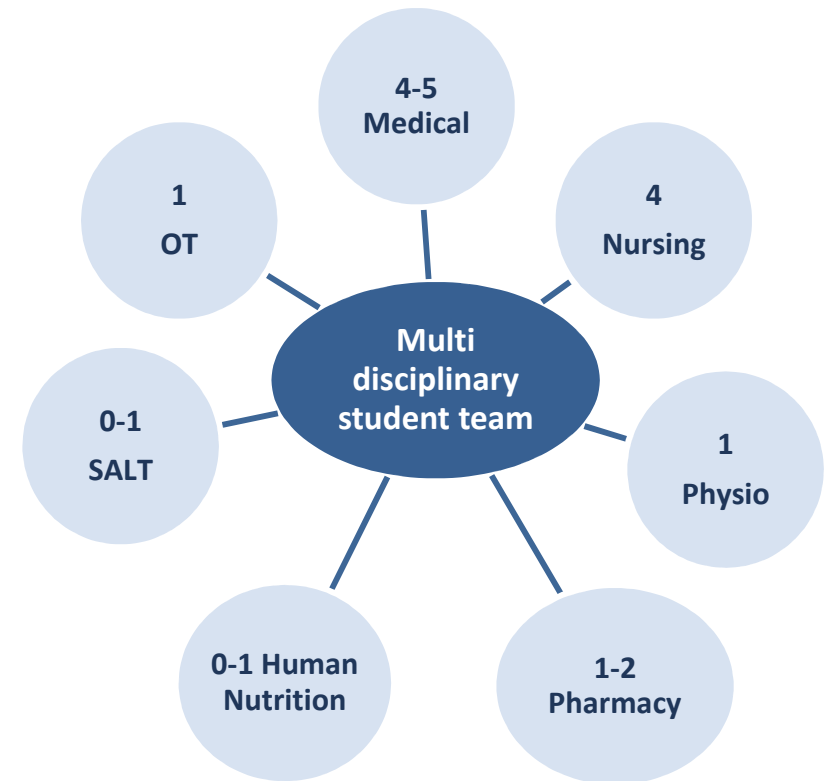 4-5
Medical
1
OT
4
Nursing
Multi
disciplinary
student team
0-1
SALT
1
Physio
0-1 Human
Nutrition
1-2
Pharmacy